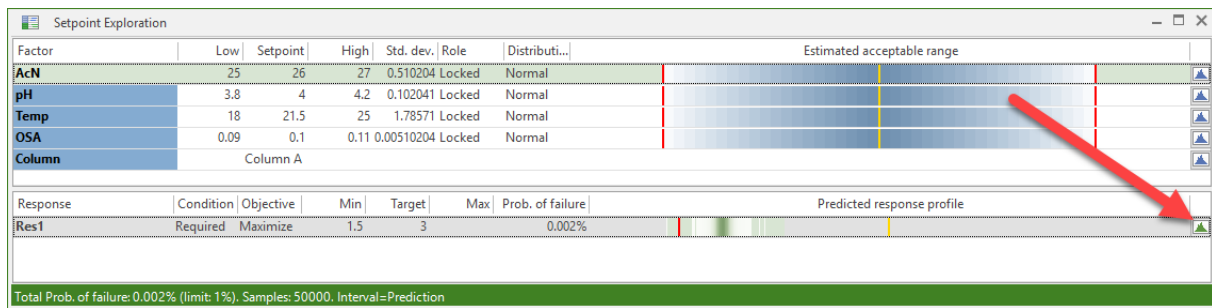 Setpoint Exploration
Factor Low Setpoint High Std. dev. Role Distributi... Estimated acceptable range
AcN 25 26 27 0.510204 Locked Normal
pH 3.8 4 4.2 0.102041 Locked Normal
Temp 18 21.5 25 1.78571 Locked Normal
OSA 0.09 0.1 0.11 0.00510204 Locked Normal
Column Column A
Response Condition Objective Min Target Max Prob. of failure Predicted response profile
Res1 Required Maximize 1.5 3 0.002%
Total Prob. of failure: 0.002% (limit: 1%). Samples: 50000. Interval=Prediction